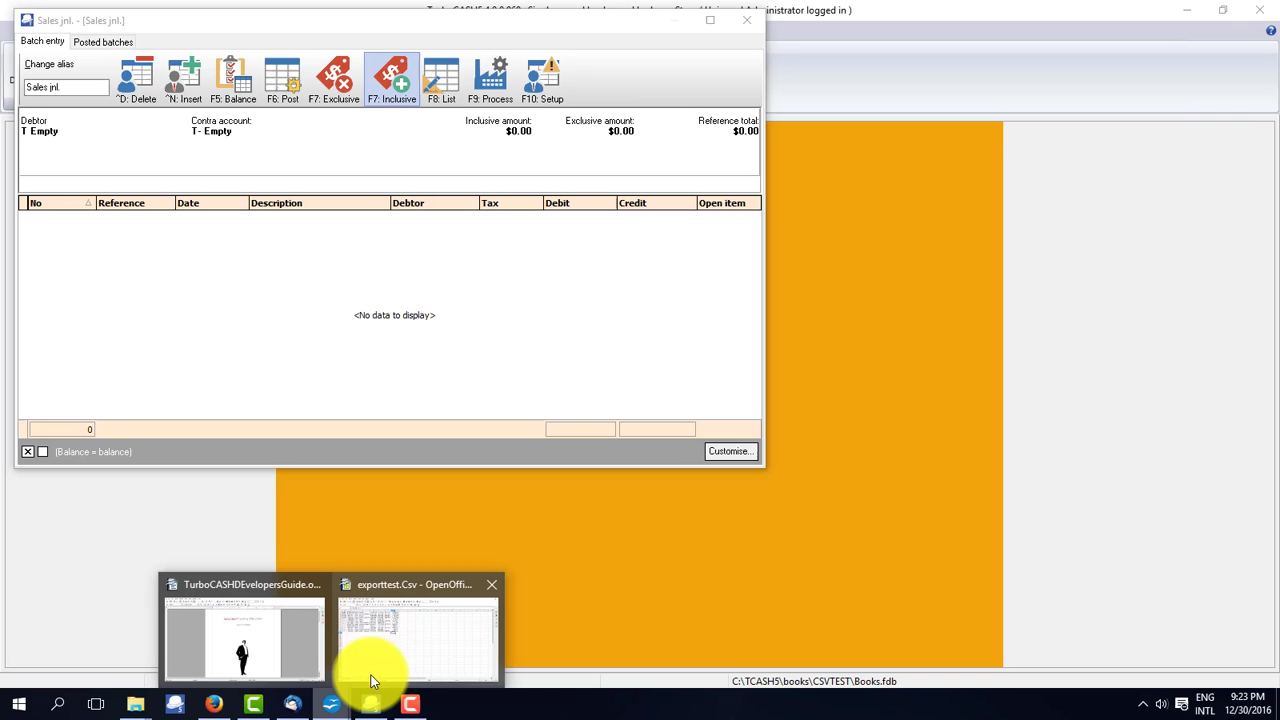 Sales jnl. - [Sales jnl.]
logged in )
Batch entry
Posted batches
Change alias
Sales jnl.
^D: Delete
^N: Insert
F5: Balance
F6: Post
F7: Exclusive
F7: Inclusive
F8: List
F9: Process
F10: Setup
Debtor
Contra account:
Inclusive amount:
Exclusive amount:
Reference total:
T Empty
T- Empty
$0.00
$0.00
$0.00
No
Reference
Date
Description
Debtor
Tax
Debit
Credit
Open item
<No data to display>
0
(Balance = balance)
Customise...
TurboCASHDEvelopersGuide.o...
exporttest.Csv - OpenOffi...
C:\TCASH5\books\CSVTEST\Books.fdb
ENG
9:23 PM
INTL
12/30/2016